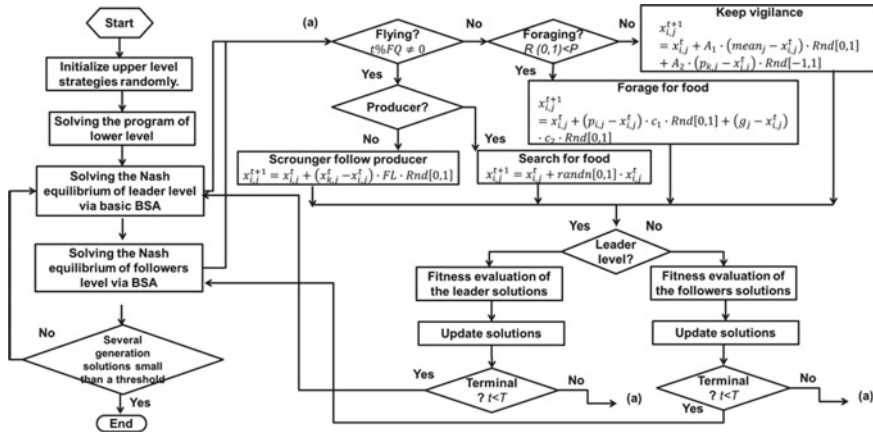 Start
Initialize upper level
strategies randomly.
Solving the program of
lower level
Solving the Nash
equilibrium of leader level
via basic BSA
Solving the Nash
equilibrium of followers
level via BSA
No
Several
generation
solutions small
than a threshold
Yes
End
(a)
Flying?
t%FQ ≠ 0
No
Foraging?
R (0,1)<P
No
Keep vigilance
x_{i,j}^{t+1}
= x_{i,j}^{t} + A_1 · (mean_j − x_{i,j}^{t}) · Rnd[0,1]
+ A_2 · (p_{k,j} − x_{i,j}^{t}) · Rnd[−1,1]
Yes
Yes
Producer?
Forage for food
x_{i,j}^{t+1}
= x_{i,j}^{t} + (p_{i,j} − x_{i,j}^{t}) · c_1 · Rnd[0,1] + (g_j − x_{i,j}^{t})
· c_2 · Rnd[0,1]
No
Yes
Scrounger follow producer
x_{i,j}^{t+1} = x_{i,j}^{t} + (x_{k,j}^{t} − x_{i,j}^{t}) · FL · Rnd[0,1]
Search for food
x_{i,j}^{t+1} = x_{i,j}^{t} + randn[0,1] · x_{i,j}^{t}
Yes
No
Leader
level?
Fitness evaluation of
the leader solutions
Fitness evaluation of
the followers solutions
Update solutions
Update solutions
Yes
Terminal
? t<T
No
(a)
Terminal
? t<T
No
(a)
Yes